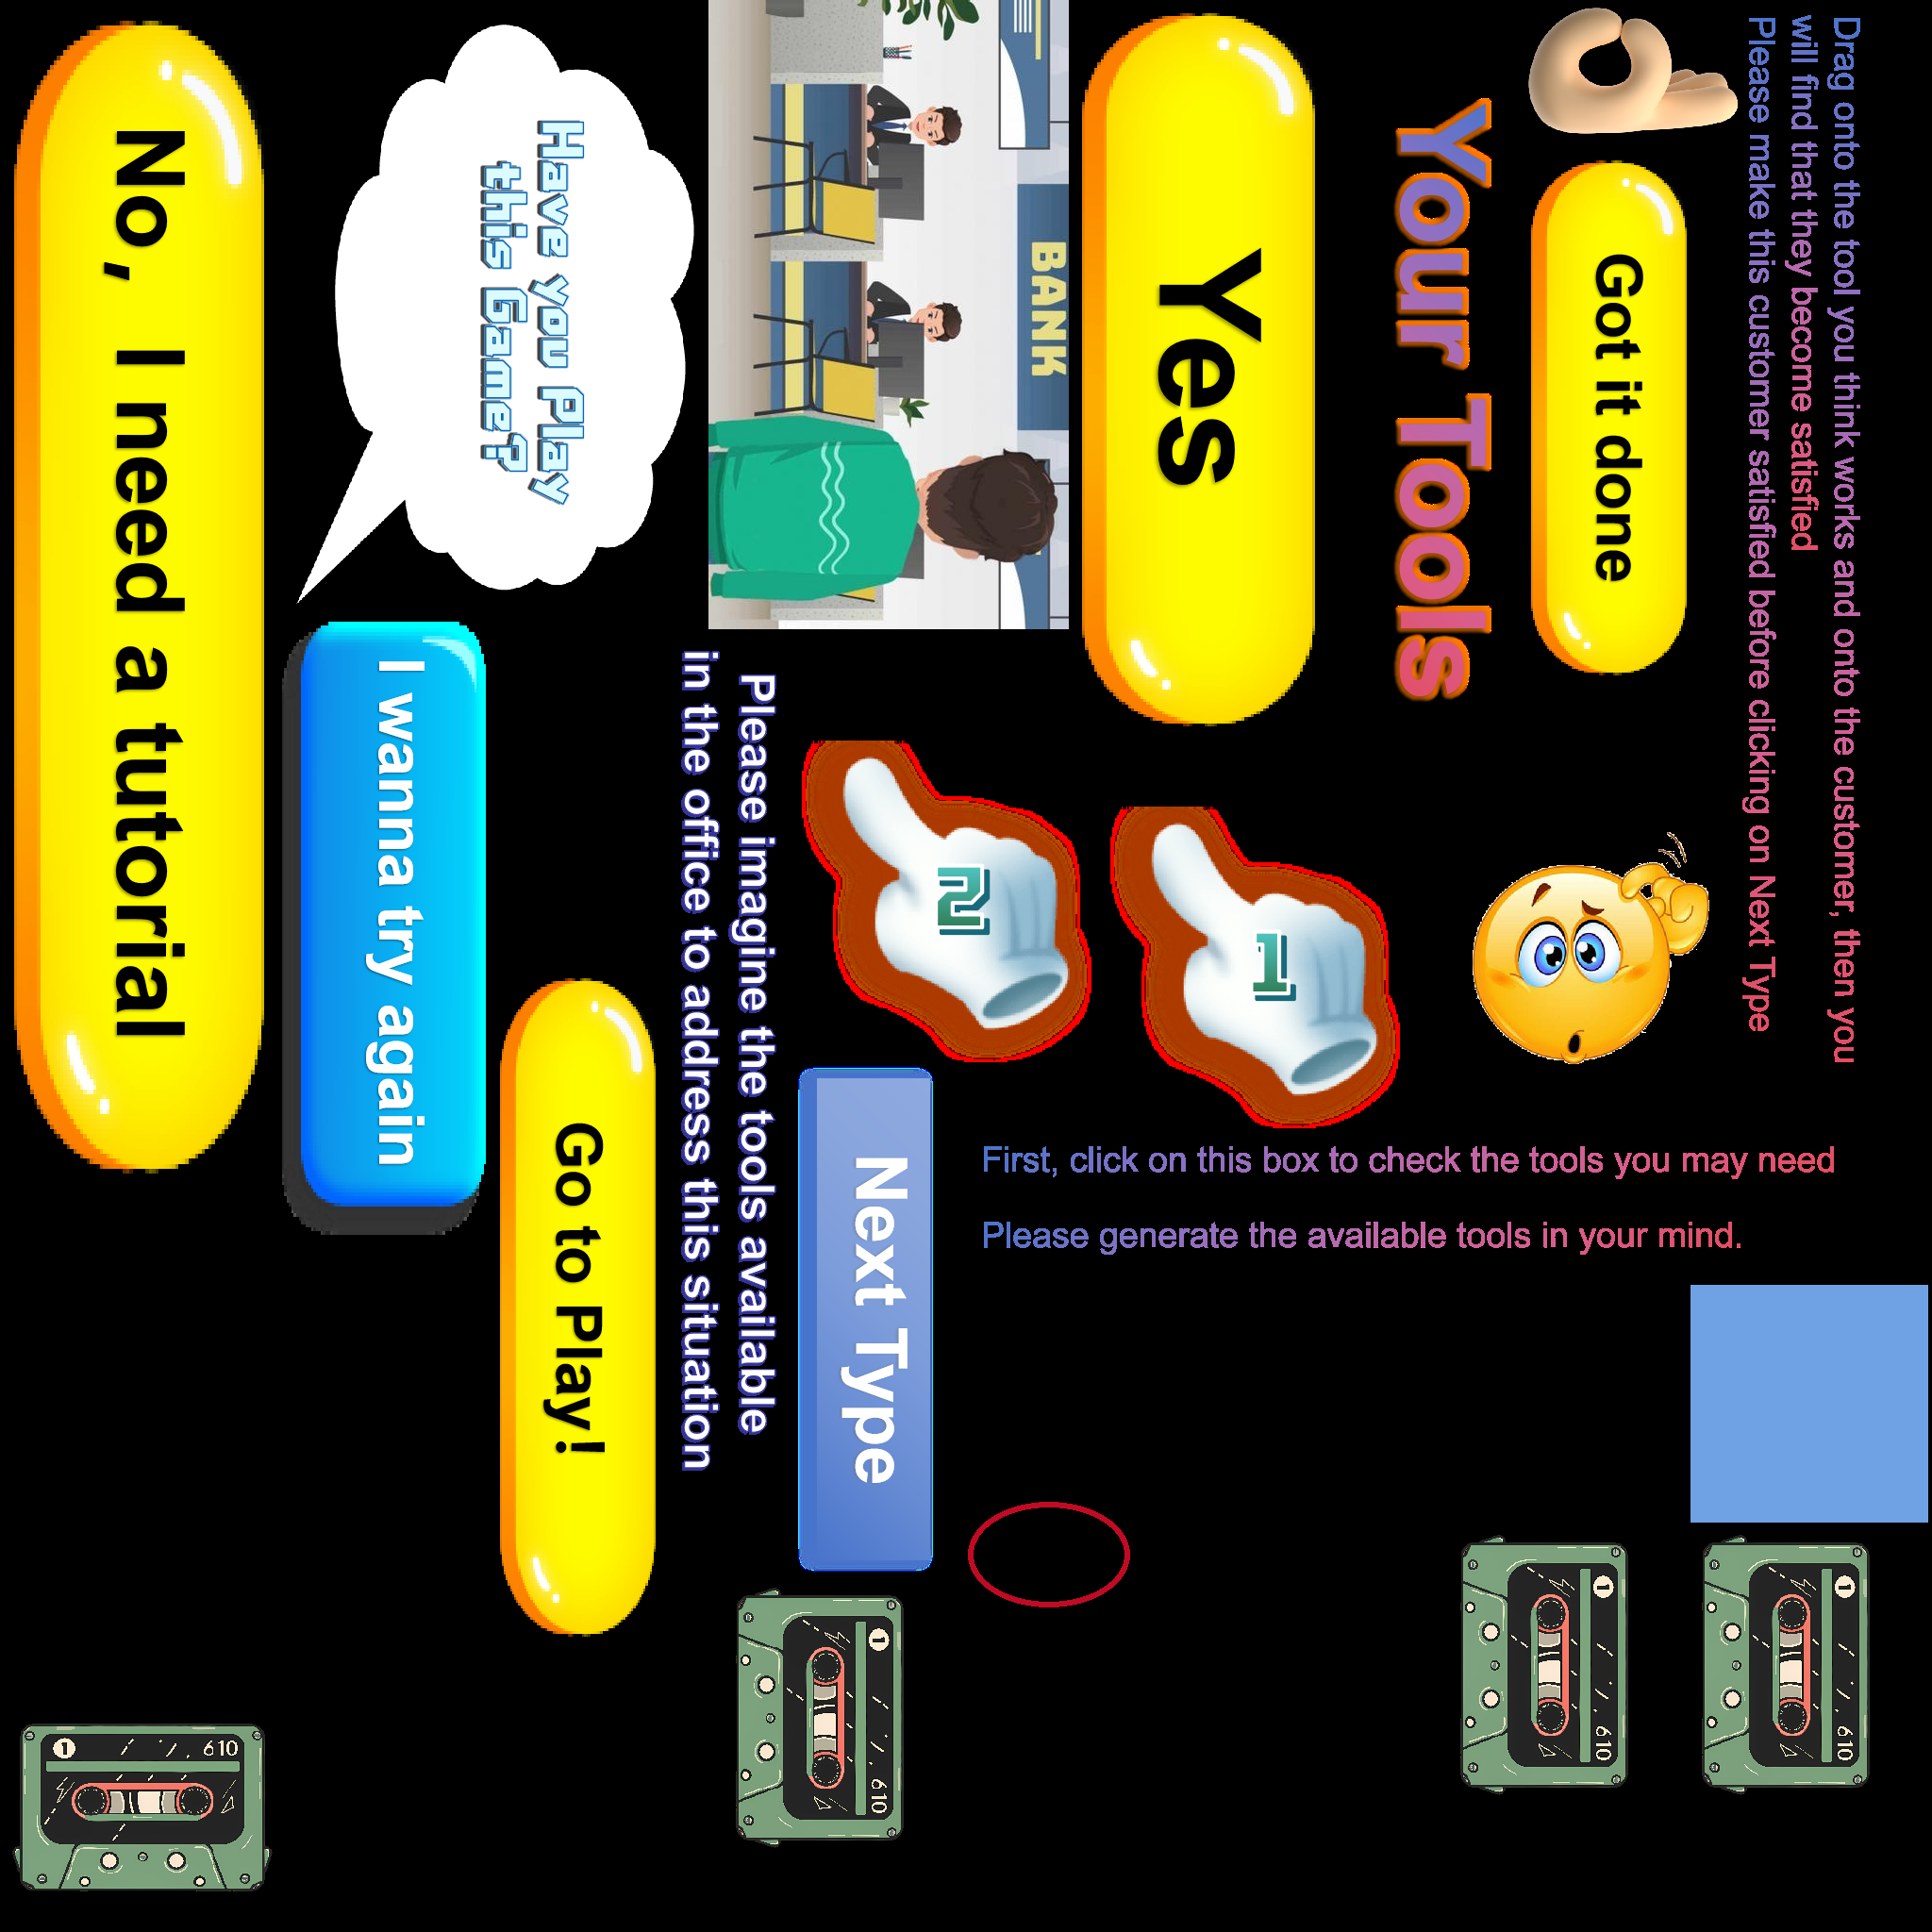 No, I need a tutorial
Have you Play
this Game?
BANK
Yes
Your Tools
Got it done
Drag onto the tool you think works and onto the customer, then you
will find that they become satisfied
Please make this customer satisfied before clicking on Next Type
I wanna try again
Go to Play!
Please imagine the tools available
in the office to address this situation
2
1
Next Type
First, click on this box to check the tools you may need
Please generate the available tools in your mind.
1 610
1 610
1 610
1 610